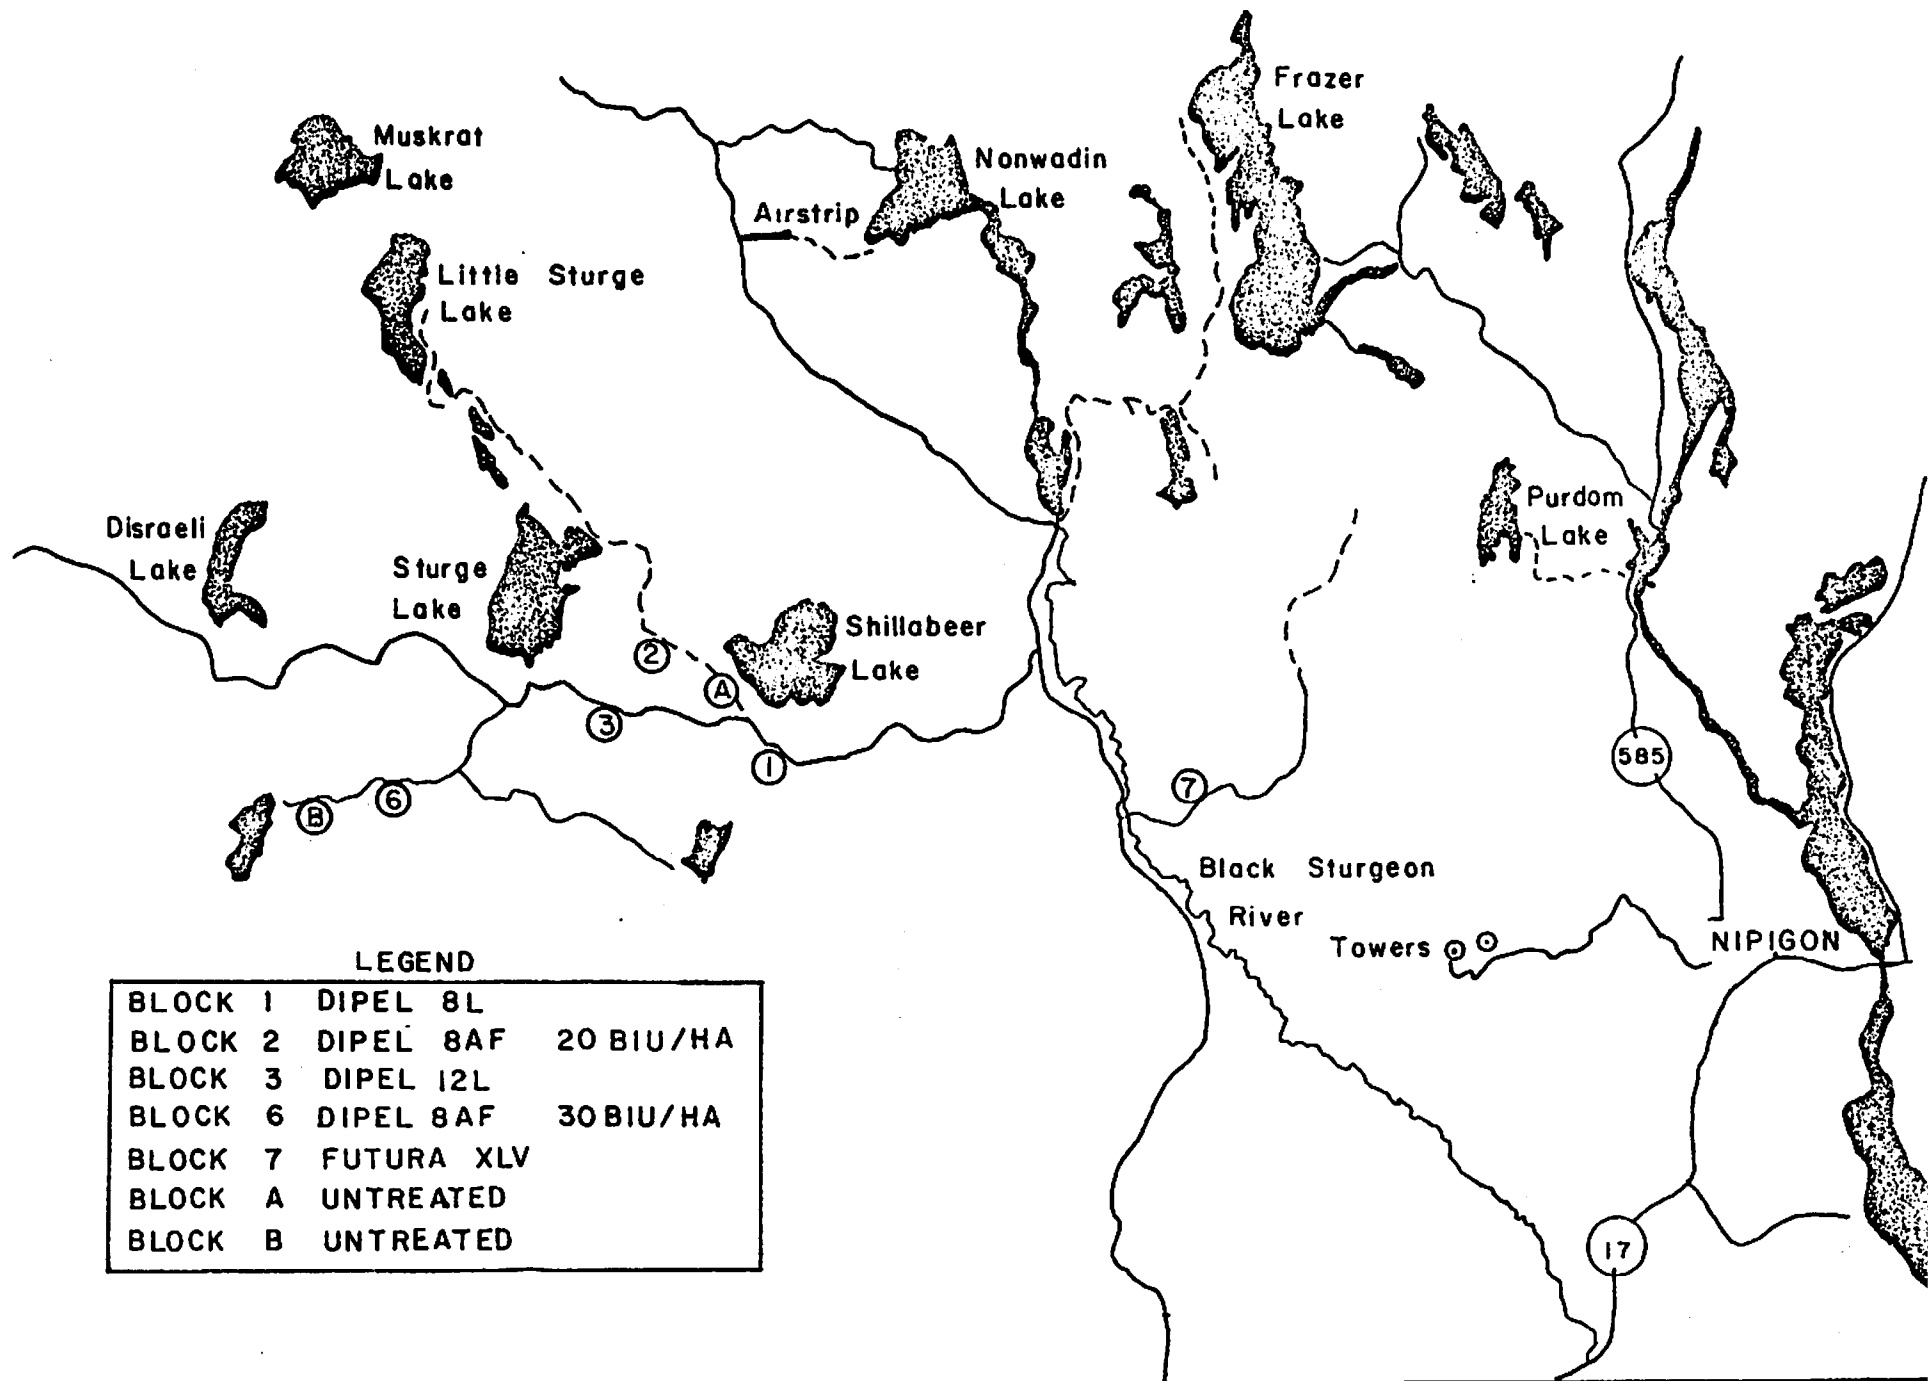 Frazer
Lake
Muskrat
Lake
Nonwadin
Lake
Airstrip
Little Sturge
Lake
Disraeli
Lake
Sturge
Lake
Purdom
Lake
Shillabeer
Lake
2
A
3
1
585
7
6
B
Black Sturgeon
River
Towers
NIPIGON
LEGEND
BLOCK 1 DIPEL 8L
BLOCK 2 DIPEL 8AF 20 BIU/HA
BLOCK 3 DIPEL 12L
BLOCK 6 DIPEL 8AF 30 BIU/HA
BLOCK 7 FUTURA XLV
BLOCK A UNTREATED
BLOCK B UNTREATED
17